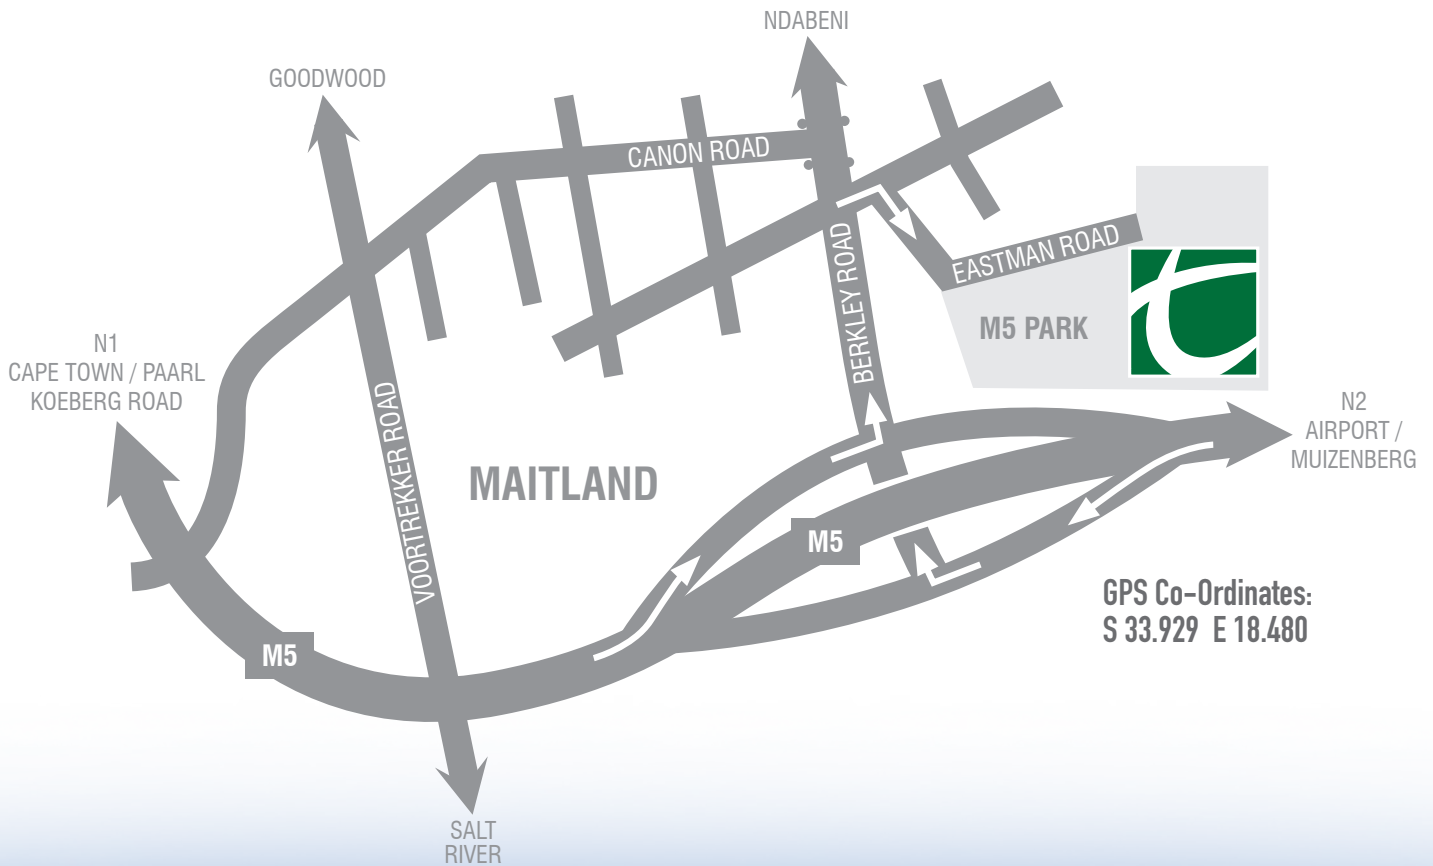 NDABENI
GOODWOOD
CANON ROAD
EASTMAN ROAD
BERKLEY ROAD
M5 PARK
N1
CAPE TOWN / PAARL
KOEBERG ROAD
VOORTREKKER ROAD
N2
AIRPORT /
MUIZENBERG
MAITLAND
M5
GPS Co-Ordinates:
S 33.929 E 18.480
M5
SALT
RIVER